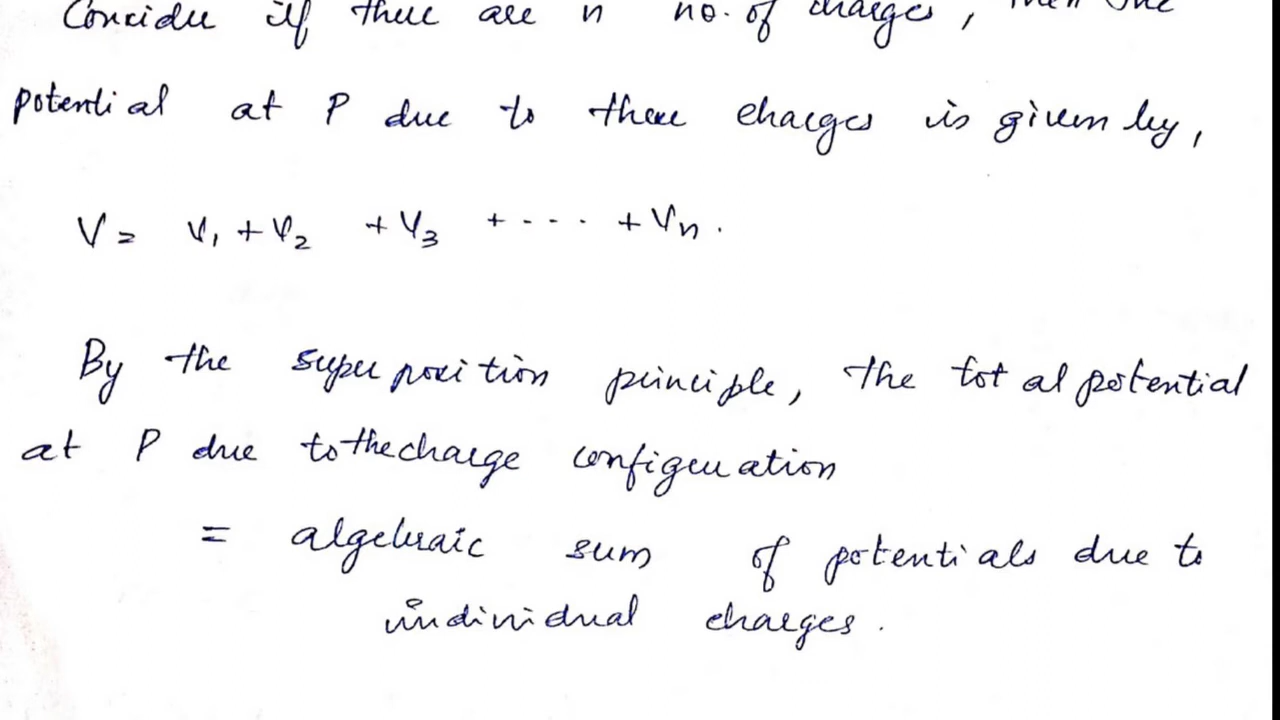 Consider if there are n no. of charges, then the
potential at P due to these charges is given by,
V = V₁ + V₂ + V₃ + - - - - + Vn.
By the superposition principle, the total potential
at P due to the charge configuration
= algebraic sum of potentials due to
individual charges.